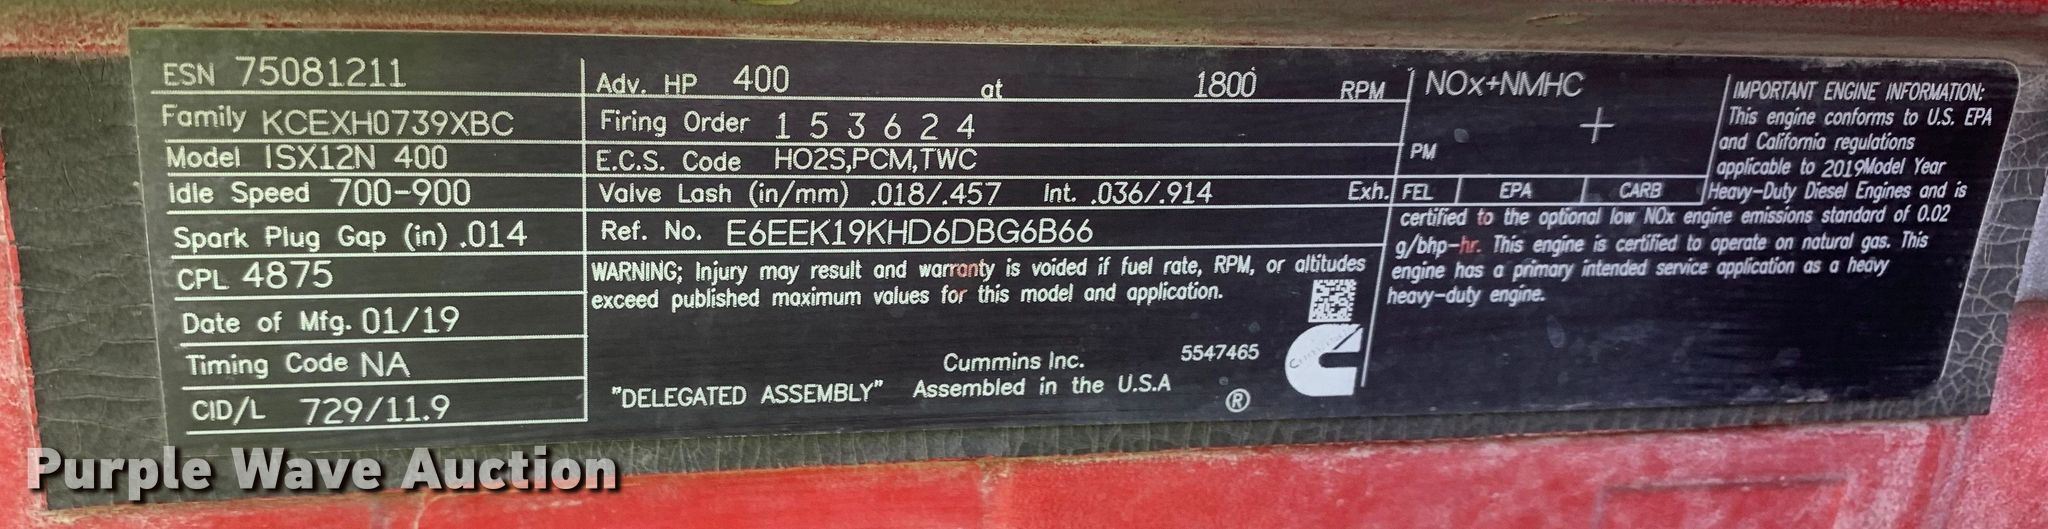 ESN 75081211
Family KCEXH0739XBC
Model ISX12N 400
Idle Speed 700-900
Spark Plug Gap (in) .014
CPL 4875
Date of Mfg. 01/19
Timing Code NA
CID/L 729/11.9
Adv. HP 400 at 1800 RPM
Firing Order 1 5 3 6 2 4
E.C.S. Code HO2S,PCM,TWC
Valve Lash (in/mm) .018/.457 Int. .036/.914 Exh.
Ref. No. E6EEK19KHD6DBG6B66
WARNING; Injury may result and warranty is voided if fuel rate, RPM, or altitudes
exceed published maximum values for this model and application.
Cummins Inc. 5547465
"DELEGATED ASSEMBLY" Assembled in the U.S.A
®
Cummins
NOx+NMHC
+
PM
FEL EPA CARB
IMPORTANT ENGINE INFORMATION:
This engine conforms to U.S. EPA
and California regulations
applicable to 2019Model Year
Heavy-Duty Diesel Engines and is
certified to the optional low NOx engine emissions standard of 0.02
g/bhp-hr. This engine is certified to operate on natural gas. This
engine has a primary intended service application as a heavy
heavy-duty engine.
Purple Wave Auction